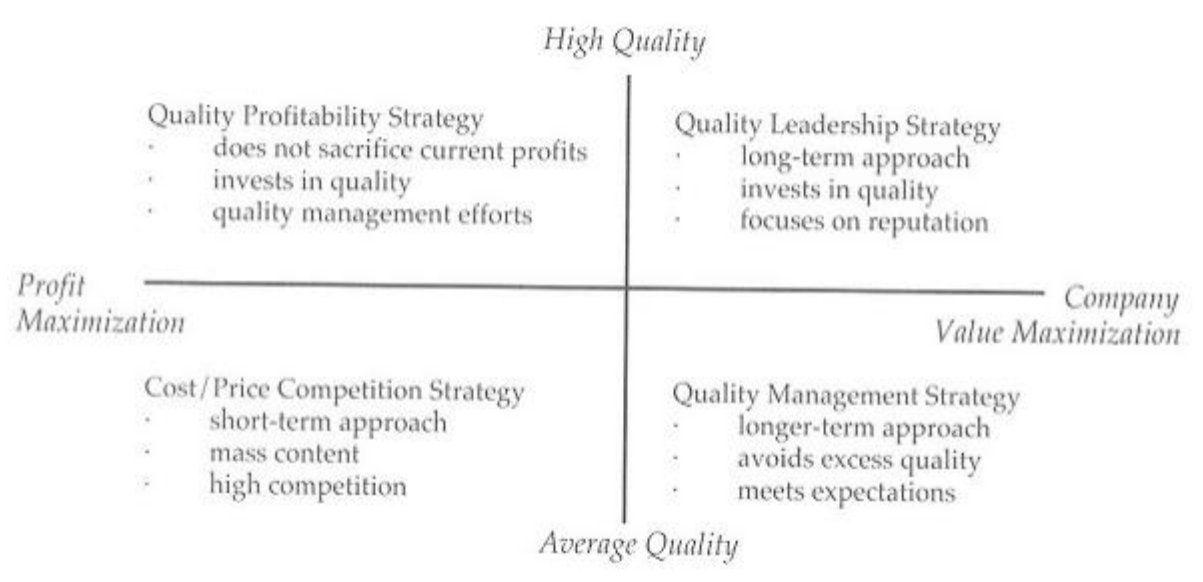 High Quality
Quality Profitability Strategy
· does not sacrifice current profits
· invests in quality
· quality management efforts
Quality Leadership Strategy
· long-term approach
· invests in quality
· focuses on reputation
Profit
Maximization
Company
Value Maximization
Cost/Price Competition Strategy
· short-term approach
· mass content
· high competition
Quality Management Strategy
· longer-term approach
· avoids excess quality
· meets expectations
Average Quality